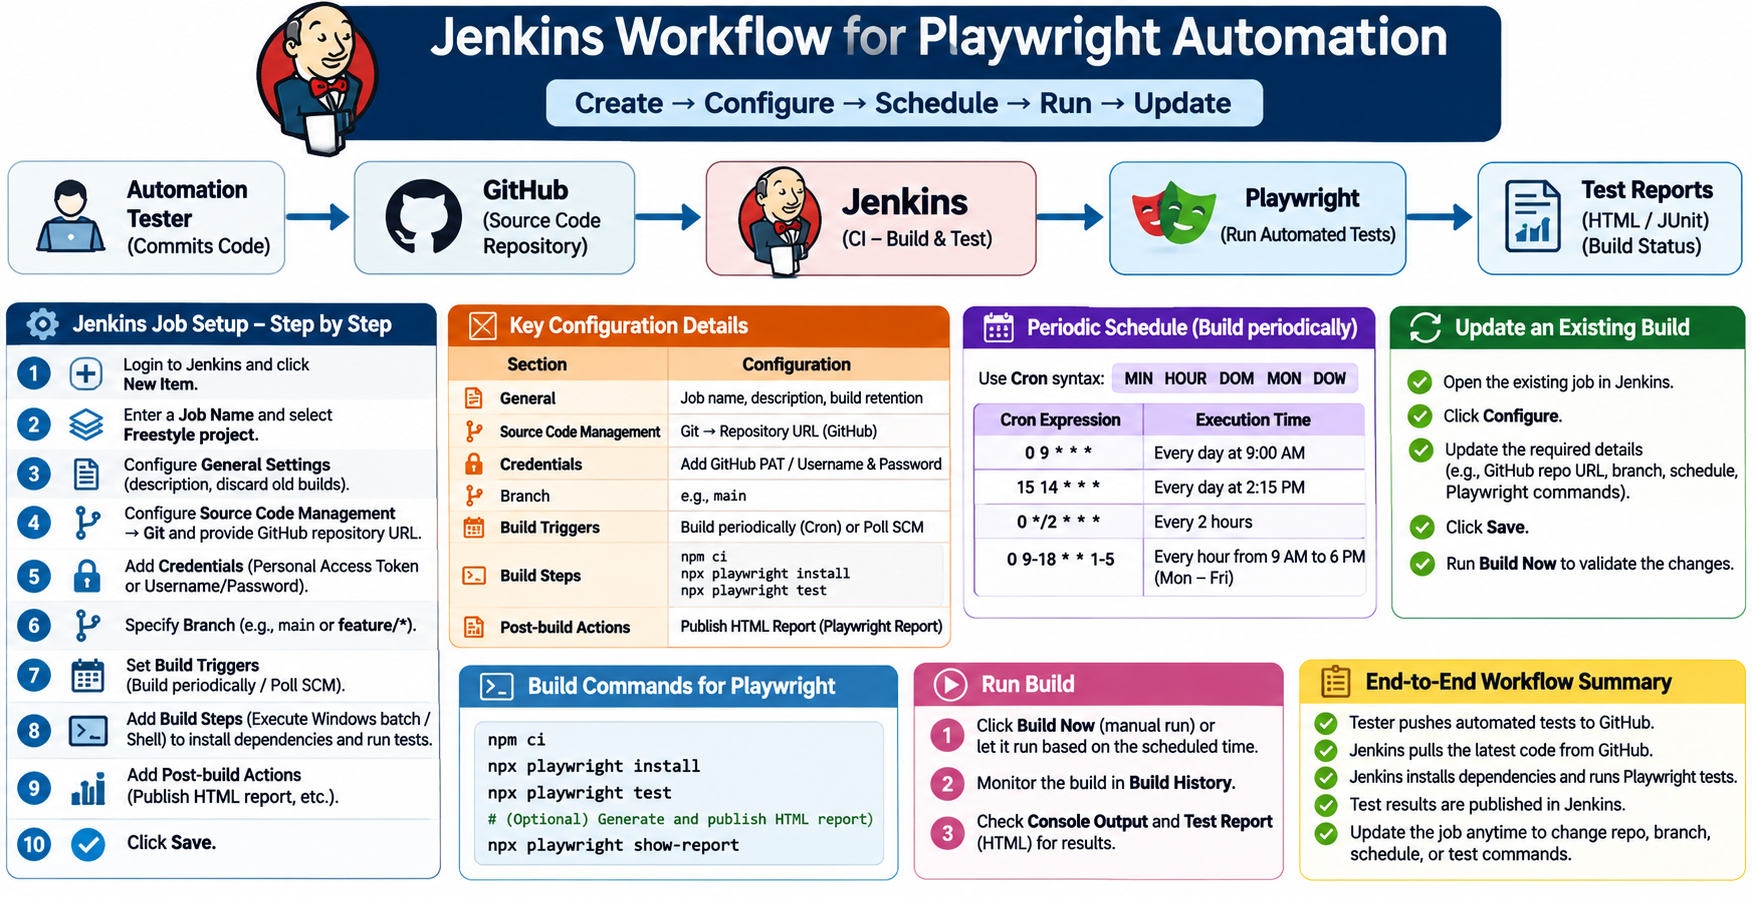 Jenkins Workflow for Playwright Automation
Create → Configure → Schedule → Run → Update
Automation
Tester
(Commits Code)
GitHub
(Source Code
Repository)
Jenkins
(CI – Build & Test)
Playwright
(Run Automated Tests)
Test Reports
(HTML / JUnit)
(Build Status)
Jenkins Job Setup – Step by Step
1 Login to Jenkins and click
New Item.
2 Enter a Job Name and select
Freestyle project.
3 Configure General Settings
(description, discard old builds).
4 Configure Source Code Management
→ Git and provide GitHub repository URL.
5 Add Credentials (Personal Access Token
or Username/Password).
6 Specify Branch (e.g., main or feature/*).
7 Set Build Triggers
(Build periodically / Poll SCM).
8 Add Build Steps (Execute Windows batch /
Shell) to install dependencies and run tests.
9 Add Post-build Actions
(Publish HTML report, etc.).
10 Click Save.
Key Configuration Details
Section Configuration
General Job name, description, build retention
Source Code Management Git → Repository URL (GitHub)
Credentials Add GitHub PAT / Username & Password
Branch e.g., main
Build Triggers Build periodically (Cron) or Poll SCM
Build Steps
npm ci
npx playwright install
npx playwright test
Post-build Actions Publish HTML Report (Playwright Report)
Periodic Schedule (Build periodically)
Use Cron syntax: MIN HOUR DOM MON DOW
Cron Expression Execution Time
0 9 * * * Every day at 9:00 AM
15 14 * * * Every day at 2:15 PM
0 */2 * * * Every 2 hours
0 9-18 * * 1-5 Every hour from 9 AM to 6 PM
(Mon – Fri)
Update an Existing Build
Open the existing job in Jenkins.
Click Configure.
Update the required details
(e.g., GitHub repo URL, branch, schedule,
Playwright commands).
Click Save.
Run Build Now to validate the changes.
Build Commands for Playwright
npm ci
npx playwright install
npx playwright test
# (Optional) Generate and publish HTML report)
npx playwright show-report
Run Build
1 Click Build Now (manual run) or
let it run based on the scheduled time.
2 Monitor the build in Build History.
3 Check Console Output and Test Report
(HTML) for results.
End-to-End Workflow Summary
Tester pushes automated tests to GitHub.
Jenkins pulls the latest code from GitHub.
Jenkins installs dependencies and runs Playwright tests.
Test results are published in Jenkins.
Update the job anytime to change repo, branch,
schedule, or test commands.